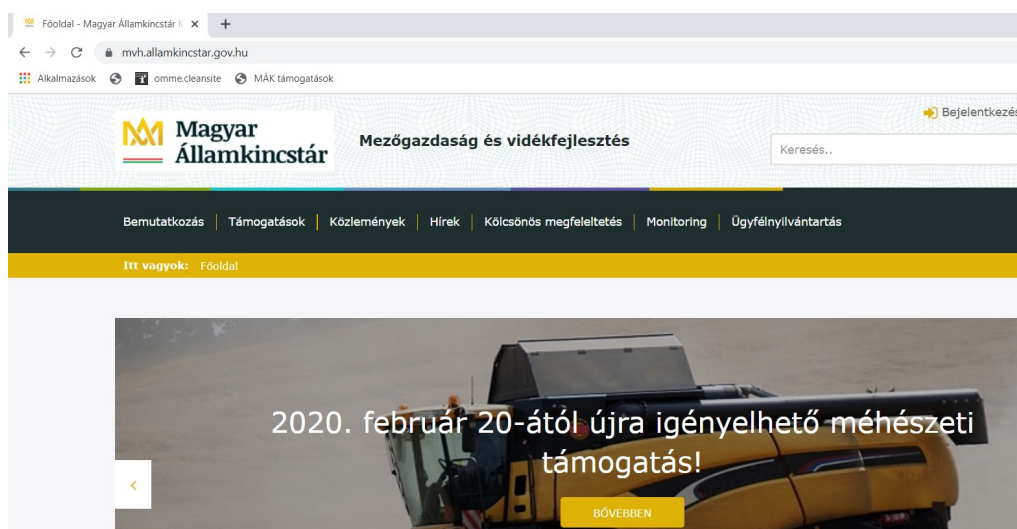 Főoldal - Magyar Államkincstár
mvh.allamkincstar.gov.hu
Alkalmazások omme.cleansite MÁK támogatások
Bejelentkezés
Magyar
Államkincstár
Mezőgazdaság és vidékfejlesztés
Keresés..
Bemutatkozás Támogatások Közlemények Hírek Kölcsönös megfeleltetés Monitoring Ügyfélnyilvántartás
Itt vagyok: Főoldal
2020. február 20-ától újra igényelhető méhészeti
támogatás!
BŐVEBBEN